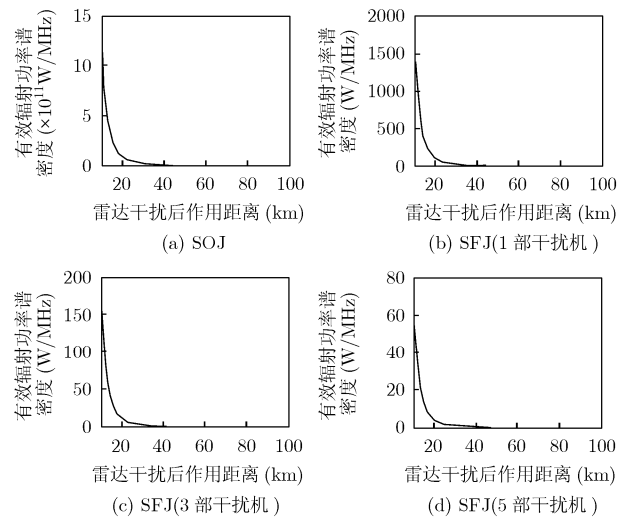 有效辐射功率谱
密度 (×10¹¹W/MHz)
15
10
5
0
20 40 60 80 100
雷达干扰后作用距离 (km)
(a) SOJ
有效辐射功率谱
密度 (W/MHz)
2000
1500
1000
500
0
20 40 60 80 100
雷达干扰后作用距离 (km)
(b) SFJ(1 部干扰机 )
有效辐射功率谱
密度 (W/MHz)
200
150
100
50
0
20 40 60 80 100
雷达干扰后作用距离 (km)
(c) SFJ(3 部干扰机 )
有效辐射功率谱
密度 (W/MHz)
80
60
40
20
0
20 40 60 80 100
雷达干扰后作用距离 (km)
(d) SFJ(5 部干扰机 )